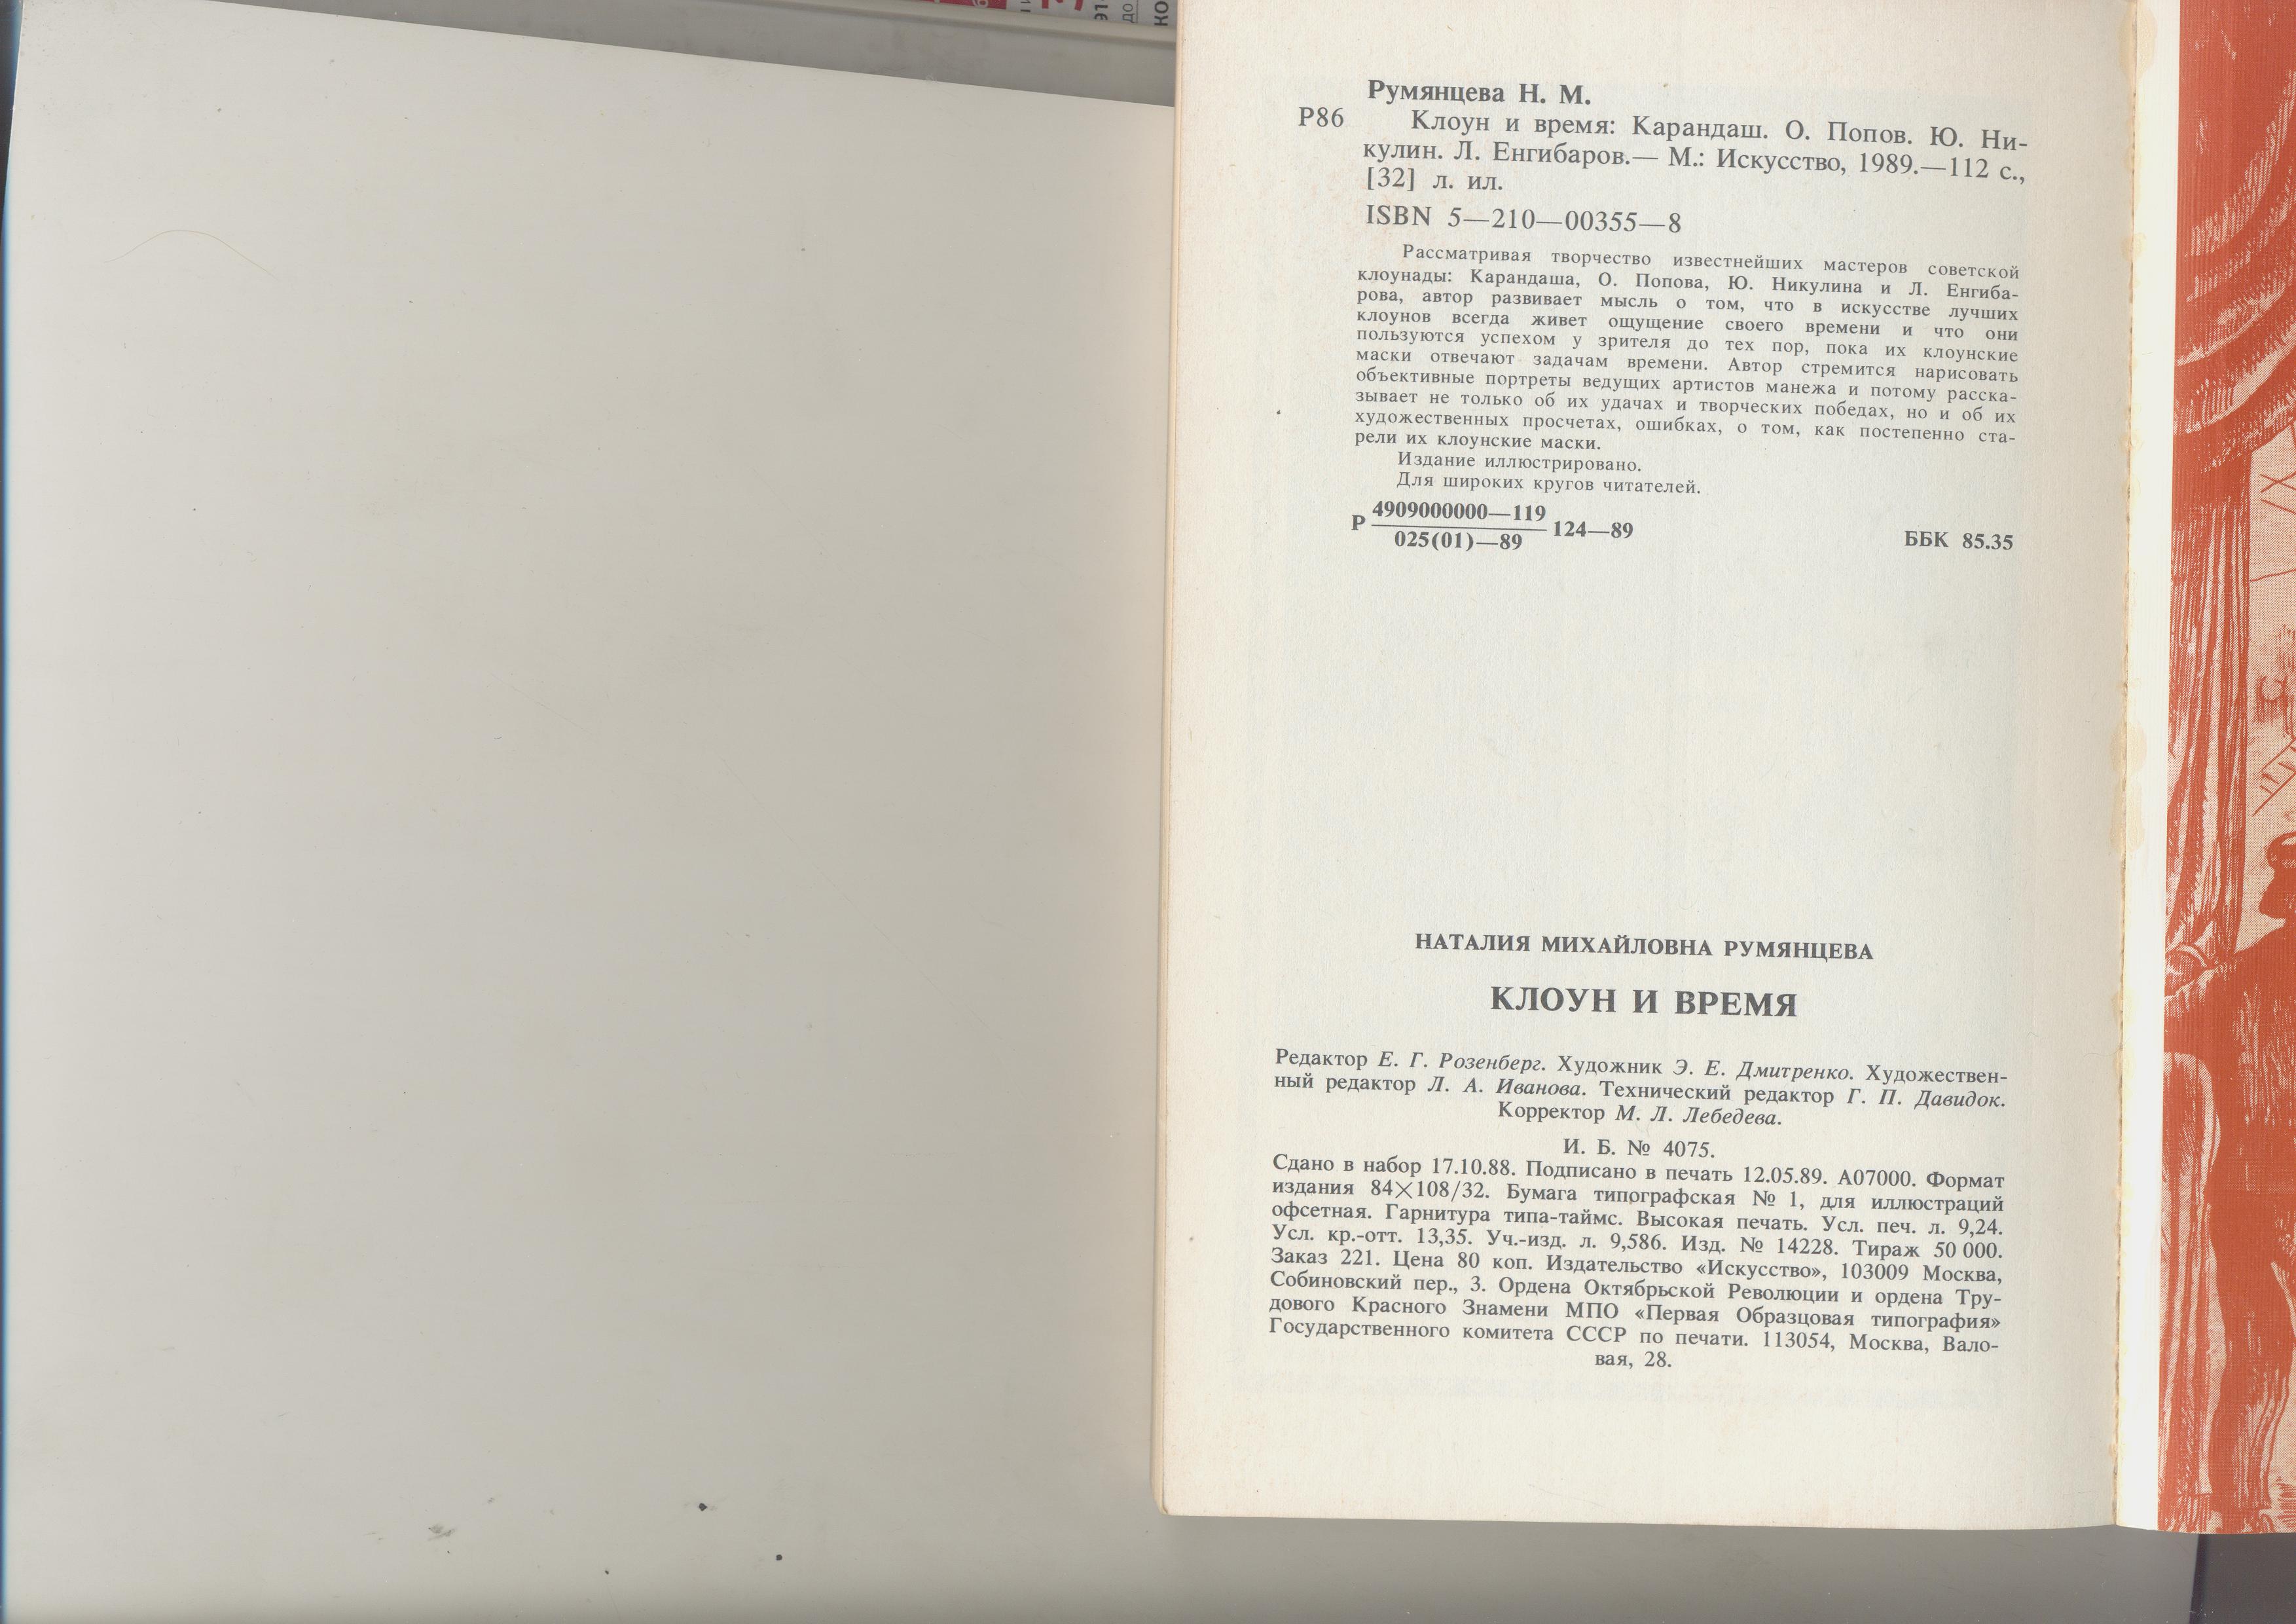 Румянцева Н. М.
Р86 Клоун и время: Карандаш. О. Попов. Ю. Ни-
кулин. Л. Енгибаров.— М.: Искусство, 1989.—112 с.,
[32] л. ил.
ISBN 5—210—00355—8
Рассматривая творчество известнейших мастеров советской
клоунады: Карандаша, О. Попова, Ю. Никулина и Л. Енгиба-
рова, автор развивает мысль о том, что в искусстве лучших
клоунов всегда живет ощущение своего времени и что они
пользуются успехом у зрителя до тех пор, пока их клоунские
маски отвечают задачам времени. Автор стремится нарисовать
объективные портреты ведущих артистов манежа и потому расска-
зывает не только об их удачах и творческих победах, но и об их
художественных просчетах, ошибках, о том, как постепенно ста-
рели их клоунские маски.
Издание иллюстрировано.
Для широких кругов читателей.
4909000000—119
Р 124—89
025(01)—89
ББК 85.35
НАТАЛИЯ МИХАЙЛОВНА РУМЯНЦЕВА
КЛОУН И ВРЕМЯ
Редактор Е. Г. Розенберг. Художник Э. Е. Дмитренко. Художествен-
ный редактор Л. А. Иванова. Технический редактор Г. П. Давидок.
Корректор М. Л. Лебедева.
И. Б. № 4075.
Сдано в набор 17.10.88. Подписано в печать 12.05.89. А07000. Формат
издания 84×108/32. Бумага типографская № 1, для иллюстраций
офсетная. Гарнитура типа-таймс. Высокая печать. Усл. печ. л. 9,24.
Усл. кр.-отт. 13,35. Уч.-изд. л. 9,586. Изд. № 14228. Тираж 50 000.
Заказ 221. Цена 80 коп. Издательство «Искусство», 103009 Москва,
Собиновский пер., 3. Ордена Октябрьской Революции и ордена Тру-
дового Красного Знамени МПО «Первая Образцовая типография»
Государственного комитета СССР по печати. 113054, Москва, Вало-
вая, 28.